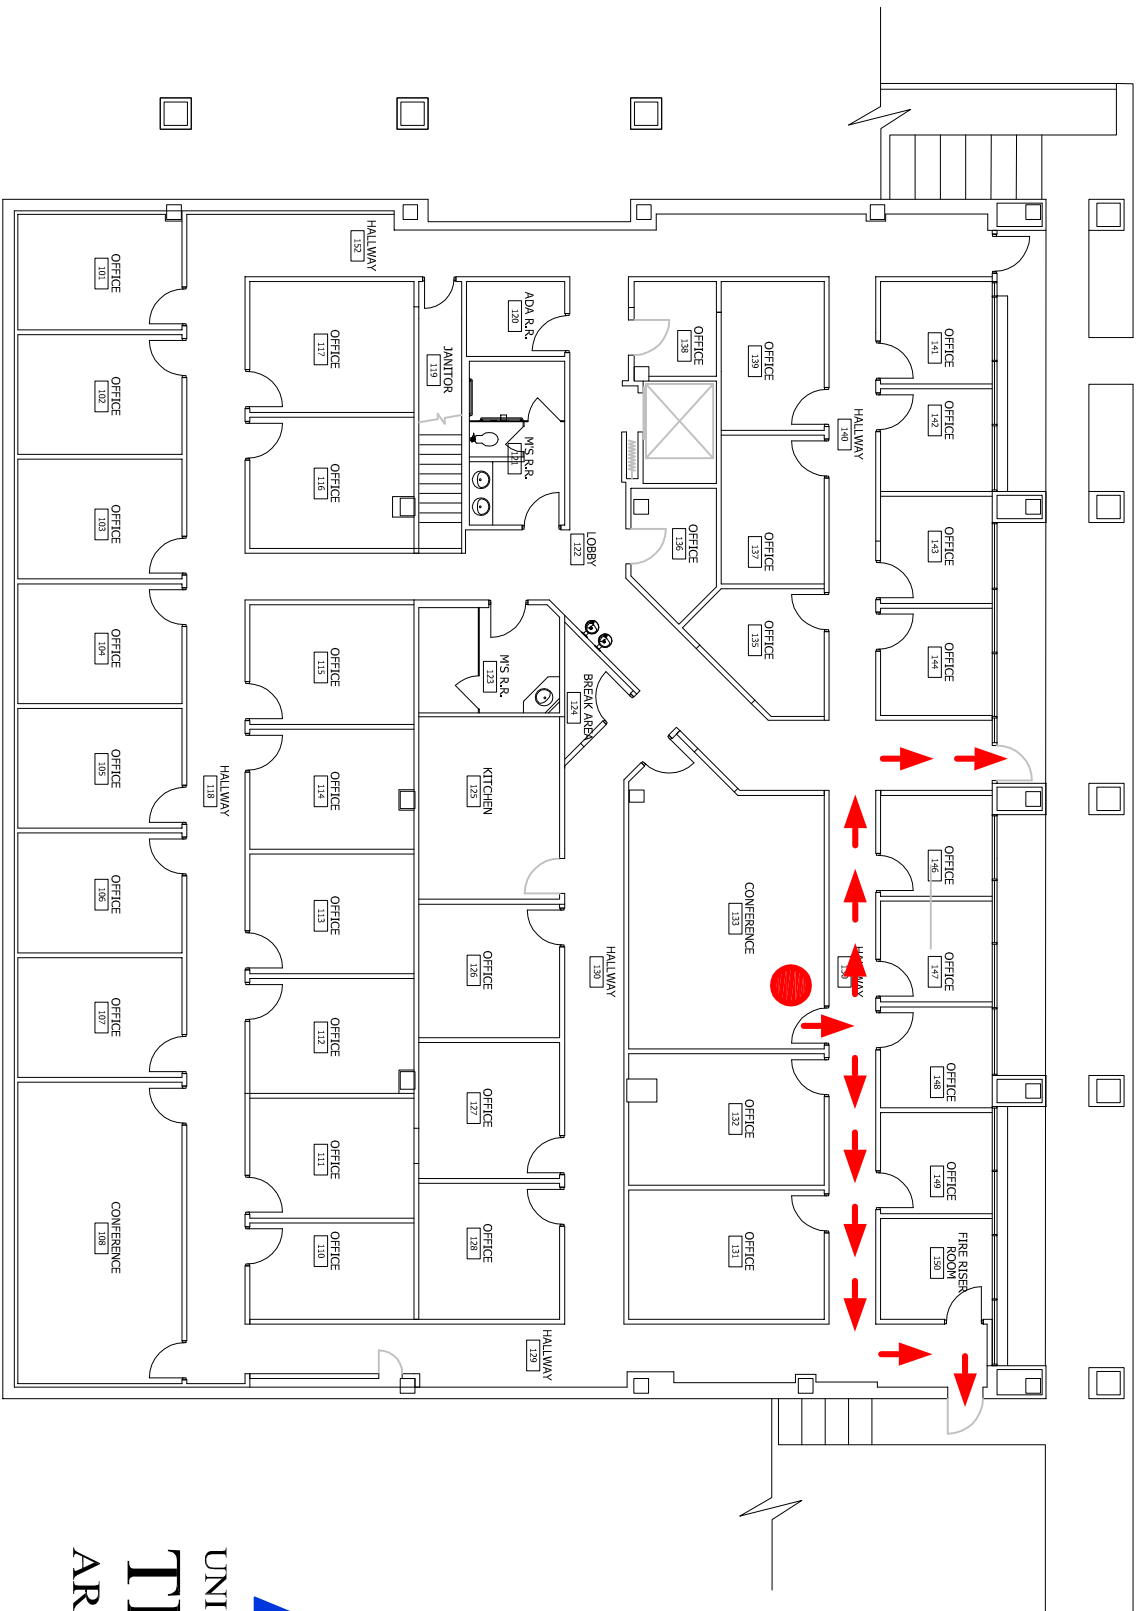 OFFICE
101
OFFICE
102
OFFICE
103
OFFICE
104
OFFICE
105
OFFICE
106
OFFICE
107
CONFERENCE
108
HALLWAY
118
HALLWAY
152
OFFICE
117
OFFICE
116
OFFICE
115
OFFICE
114
OFFICE
113
OFFICE
112
OFFICE
111
OFFICE
110
JANITOR
119
ADA R.R.
120
M'S R.R.
121
LOBBY
122
M'S R.R.
123
BREAK AREA
124
KITCHEN
125
OFFICE
126
OFFICE
127
OFFICE
128
HALLWAY
129
HALLWAY
130
OFFICE
138
OFFICE
136
OFFICE
139
OFFICE
137
OFFICE
135
CONFERENCE
133
OFFICE
132
OFFICE
131
HALLWAY
140
OFFICE
141
OFFICE
142
OFFICE
143
OFFICE
144
OFFICE
146
OFFICE
147
OFFICE
148
OFFICE
149
FIRE RISER
ROOM
150
UNI
AR